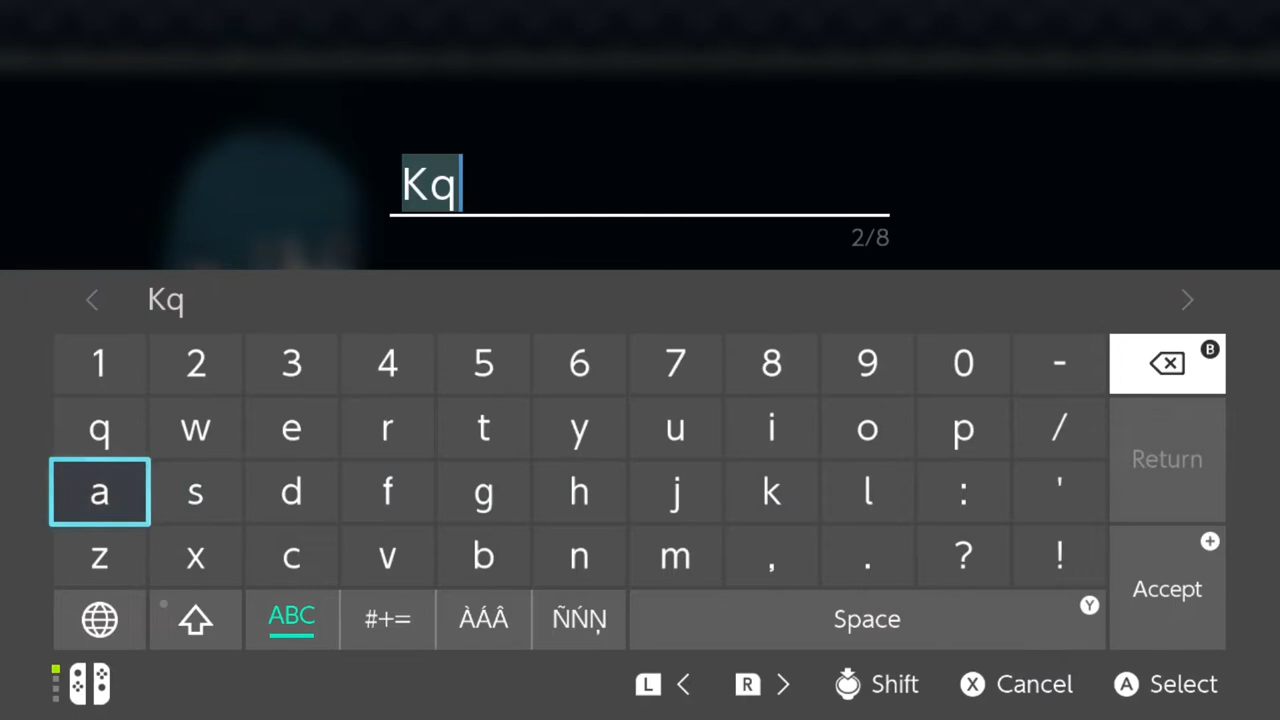 Kq
2/8
Kq
1 2 3 4 5 6 7 8 9 0 - B
q w e r t y u i o p / Return
a s d f g h j k l : '
z x c v b n m , . ? ! + Accept
ABC #+= ÀÁÂ ÑŃŅ Space Y
L < R > Shift X Cancel A Select